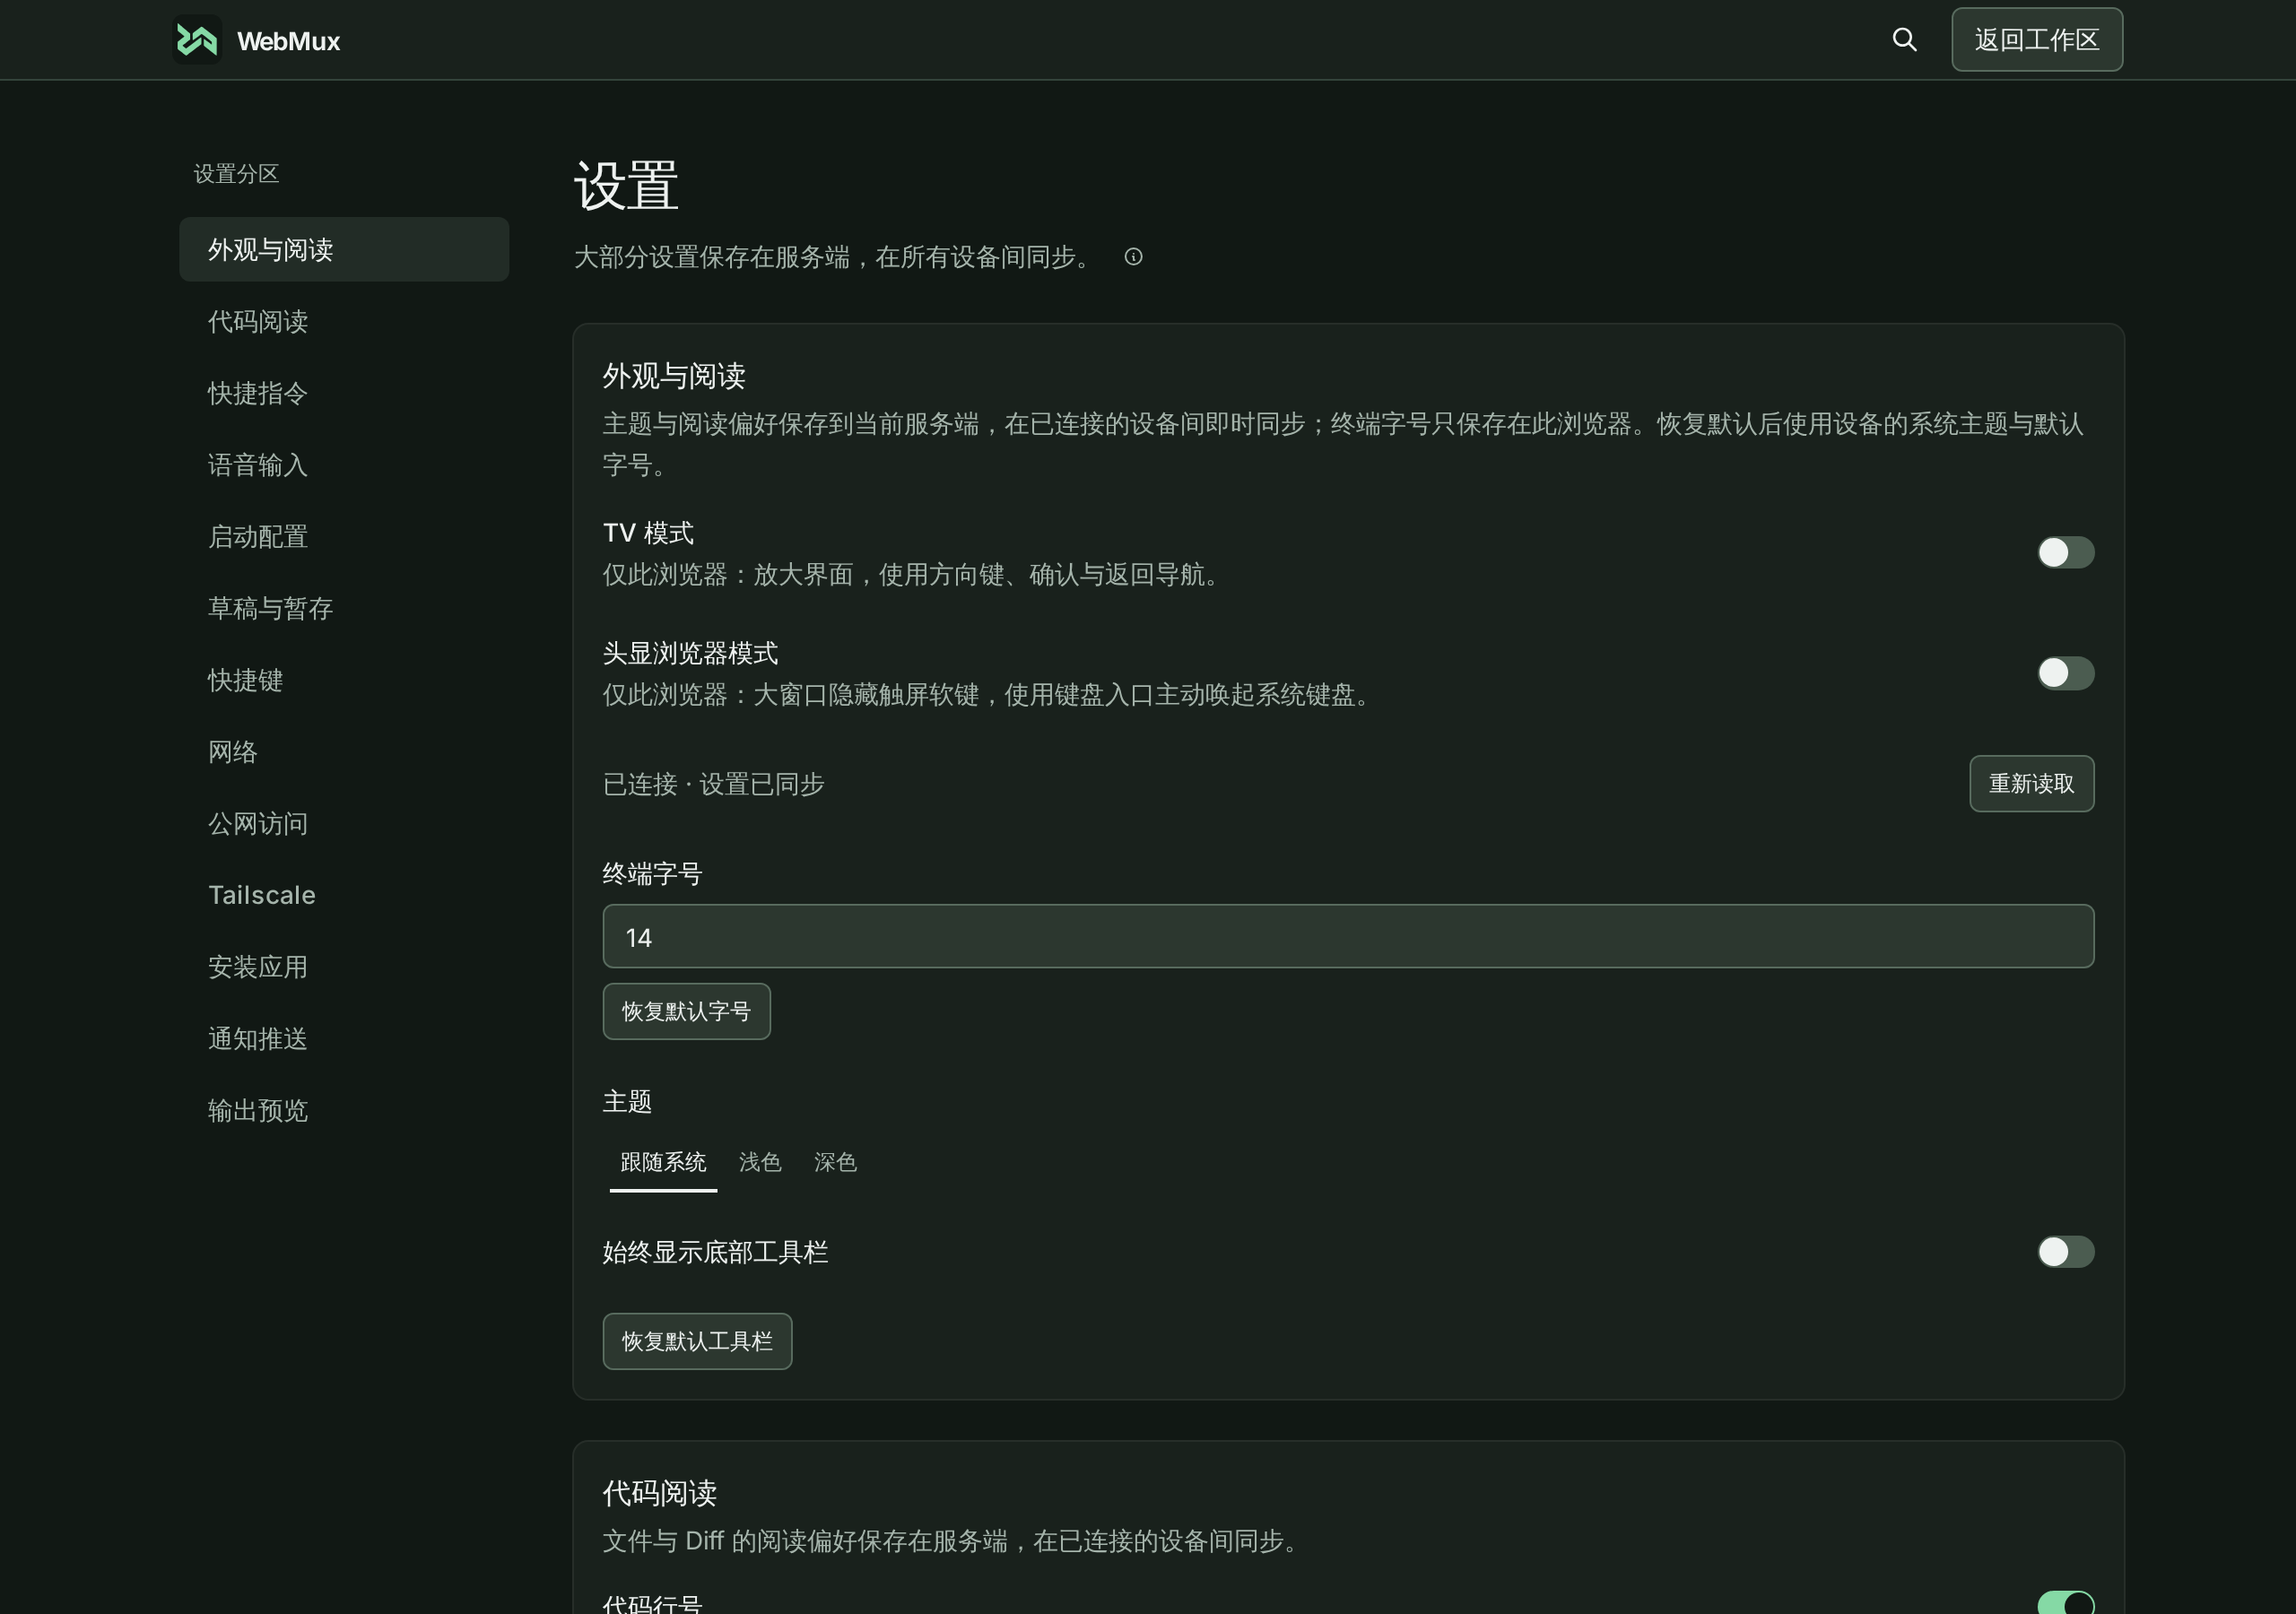 WebMux
返回工作区
设置分区
外观与阅读
代码阅读
快捷指令
语音输入
启动配置
草稿与暂存
快捷键
网络
公网访问
Tailscale
安装应用
通知推送
输出预览
设置
大部分设置保存在服务端，在所有设备间同步。
外观与阅读
主题与阅读偏好保存到当前服务端，在已连接的设备间即时同步；终端字号只保存在此浏览器。恢复默认后使用设备的系统主题与默认
字号。
TV 模式
仅此浏览器：放大界面，使用方向键、确认与返回导航。
头显浏览器模式
仅此浏览器：大窗口隐藏触屏软键，使用键盘入口主动唤起系统键盘。
已连接 · 设置已同步
重新读取
终端字号
14
恢复默认字号
主题
跟随系统 浅色 深色
始终显示底部工具栏
恢复默认工具栏
代码阅读
文件与 Diff 的阅读偏好保存在服务端，在已连接的设备间同步。
代码行号